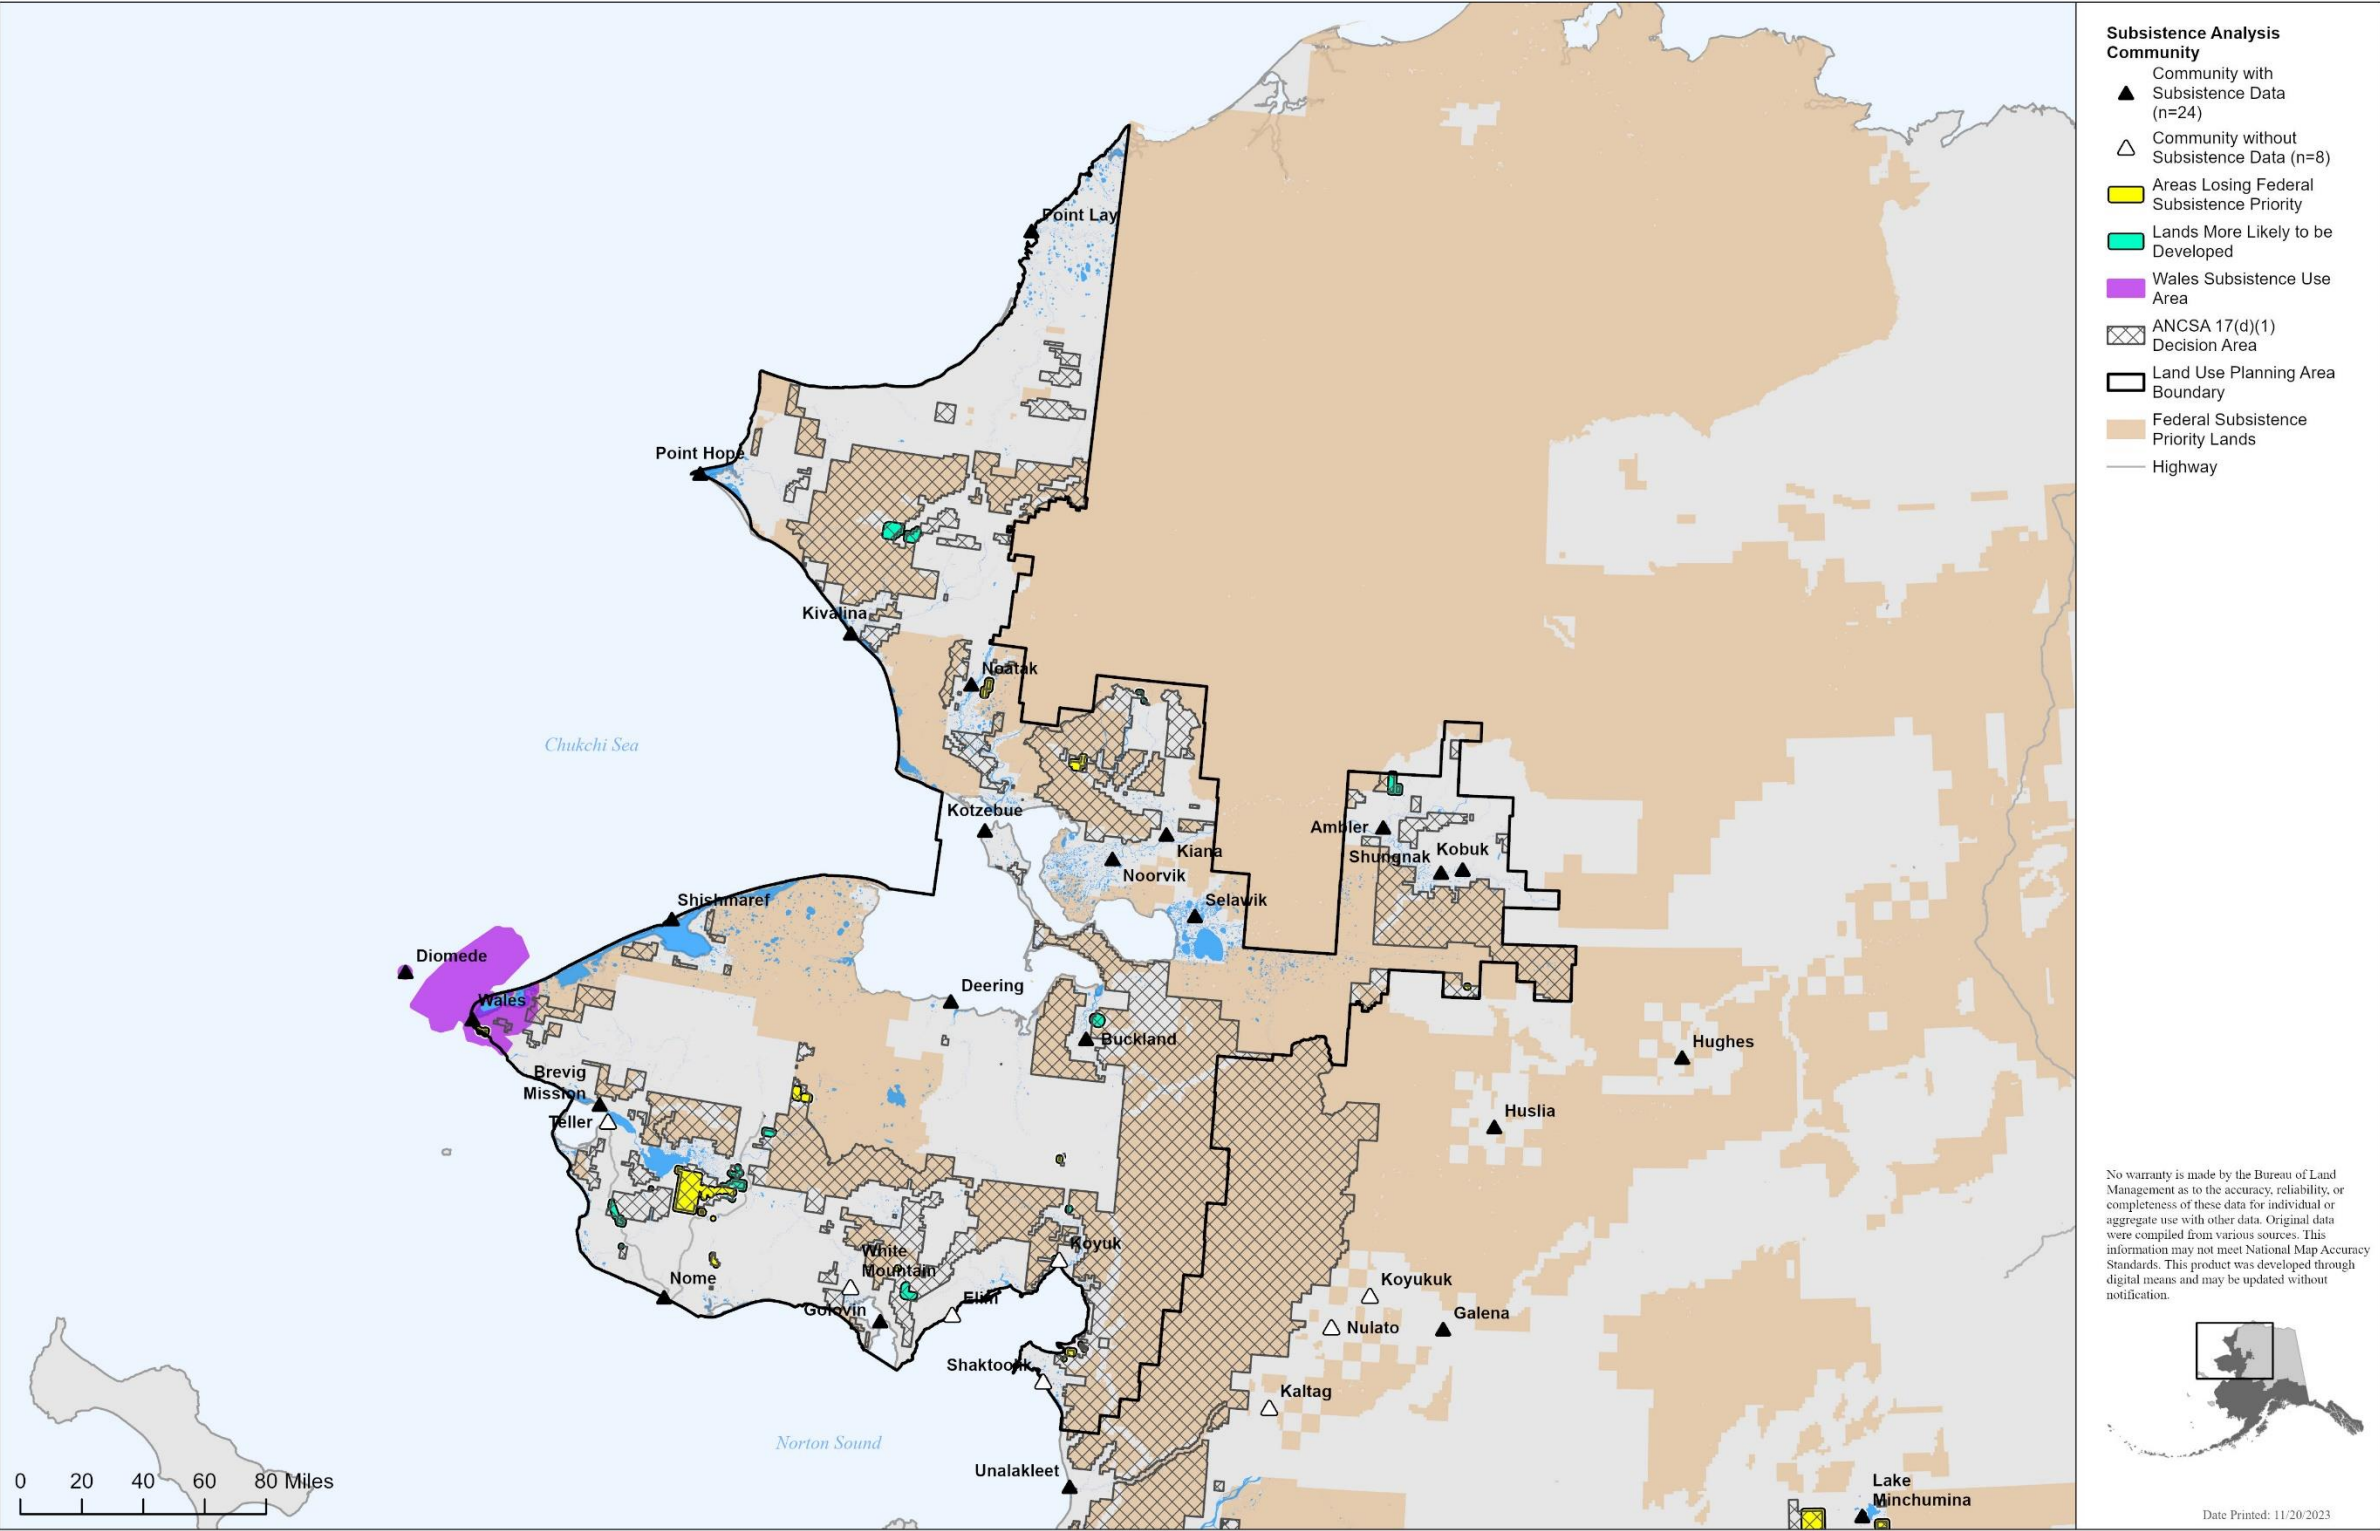 Point Lay
Point Hope
Kivalina
Noatak
Chukchi Sea
Kotzebue
Kiana
Noorvik
Selawik
Ambler
Shungnak
Kobuk
Shishmaref
Diomede
Wales
Deering
Buckland
Hughes
Huslia
Brevig
Mission
Teller
Nome
White
Mountain
Golovin
Elim
Koyuk
Shaktoolik
Koyukuk
Nulato
Galena
Kaltag
Norton Sound
Unalakleet
Lake
Minchumina
0 20 40 60 80 Miles
Subsistence Analysis
Community
Community with
Subsistence Data
(n=24)
Community without
Subsistence Data (n=8)
Areas Losing Federal
Subsistence Priority
Lands More Likely to be
Developed
Wales Subsistence Use
Area
ANCSA 17(d)(1)
Decision Area
Land Use Planning Area
Boundary
Federal Subsistence
Priority Lands
Highway
No warranty is made by the Bureau of Land
Management as to the accuracy, reliability, or
completeness of these data for individual or
aggregate use with other data. Original data
were compiled from various sources. This
information may not meet National Map Accuracy
Standards. This product was developed through
digital means and may be updated without
notification.
Date Printed: 11/20/2023